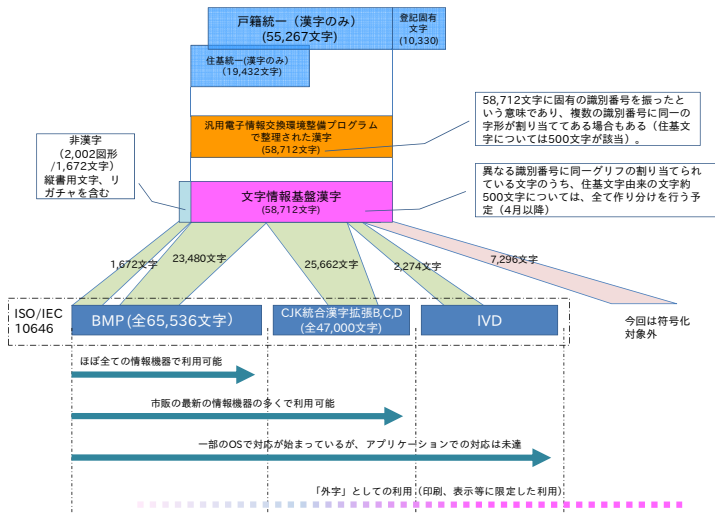 戸籍統一（漢字のみ）
(55,267文字)
登記固有
文字
(10,330)
住基統一(漢字のみ）
（19,432文字）
58,712文字に固有の識別番号を振ったと
いう意味であり、複数の識別番号に同一の
字形が割り当ててある場合もある（住基文
字については500文字が該当）。
汎用電子情報交換環境整備プログラム
で整理された漢字
(58,712文字)
非漢字
（2,002図形
/1,672文字）
縦書用文字、リ
ガチャを含む
文字情報基盤漢字
(58,712文字)
異なる識別番号に同一グリフの割り当てられ
ている文字のうち、住基文字由来の文字約
500文字については、全て作り分けを行う予
定（4月以降）
1,672文字
23,480文字
25,662文字
2,274文字
7,296文字
ISO/IEC
10646
BMP (全65,536文字）
CJK統合漢字拡張B,C,D
(全47,000文字)
IVD
今回は符号化
対象外
ほぼ全ての情報機器で利用可能
市販の最新の情報機器の多くで利用可能
一部のOSで対応が始まっているが、アプリケーションでの対応は未達
「外字」としての利用（印刷、表示等に限定した利用）